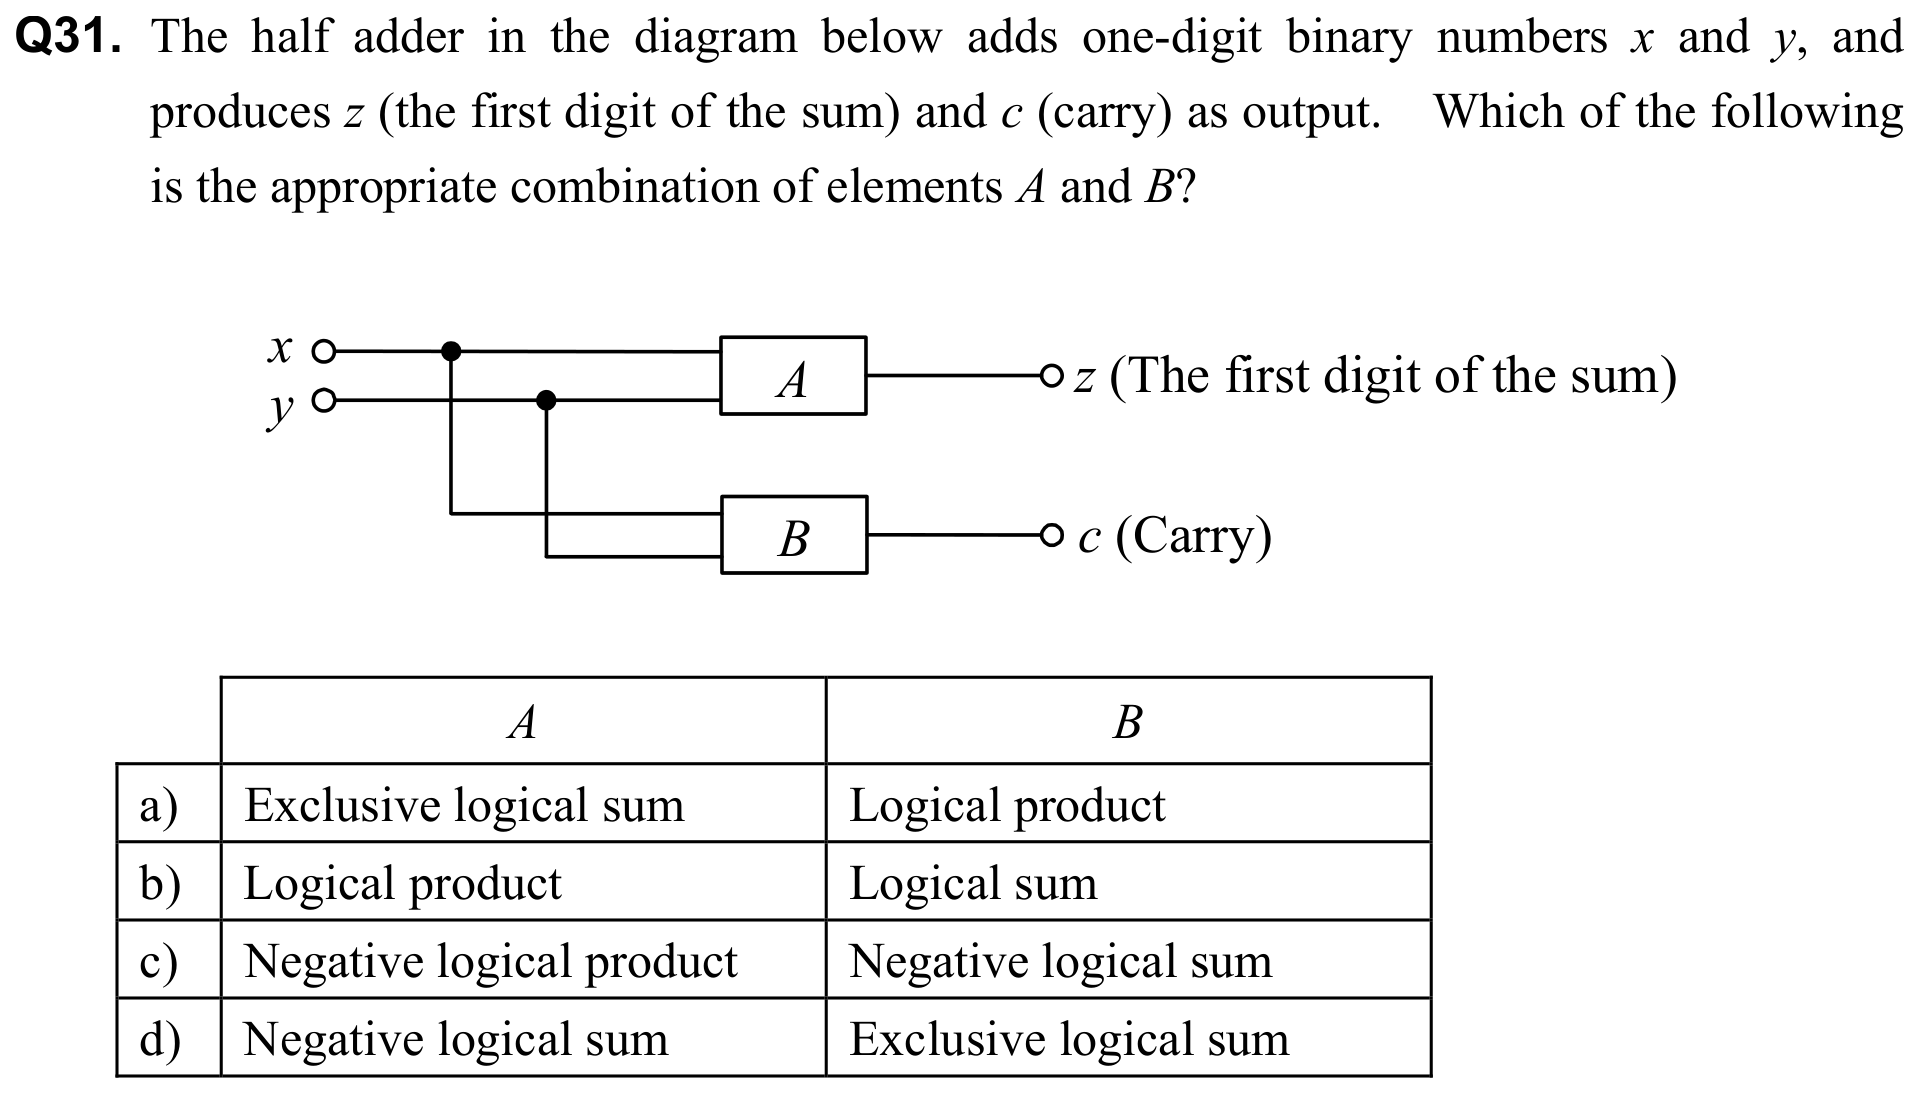 Q31. The half adder in the diagram below adds one-digit binary numbers x and y, and
produces z (the first digit of the sum) and c (carry) as output. Which of the following
is the appropriate combination of elements A and B?
x
y
A
z (The first digit of the sum)
B
c (Carry)
A B
a) Exclusive logical sum Logical product
b) Logical product Logical sum
c) Negative logical product Negative logical sum
d) Negative logical sum Exclusive logical sum